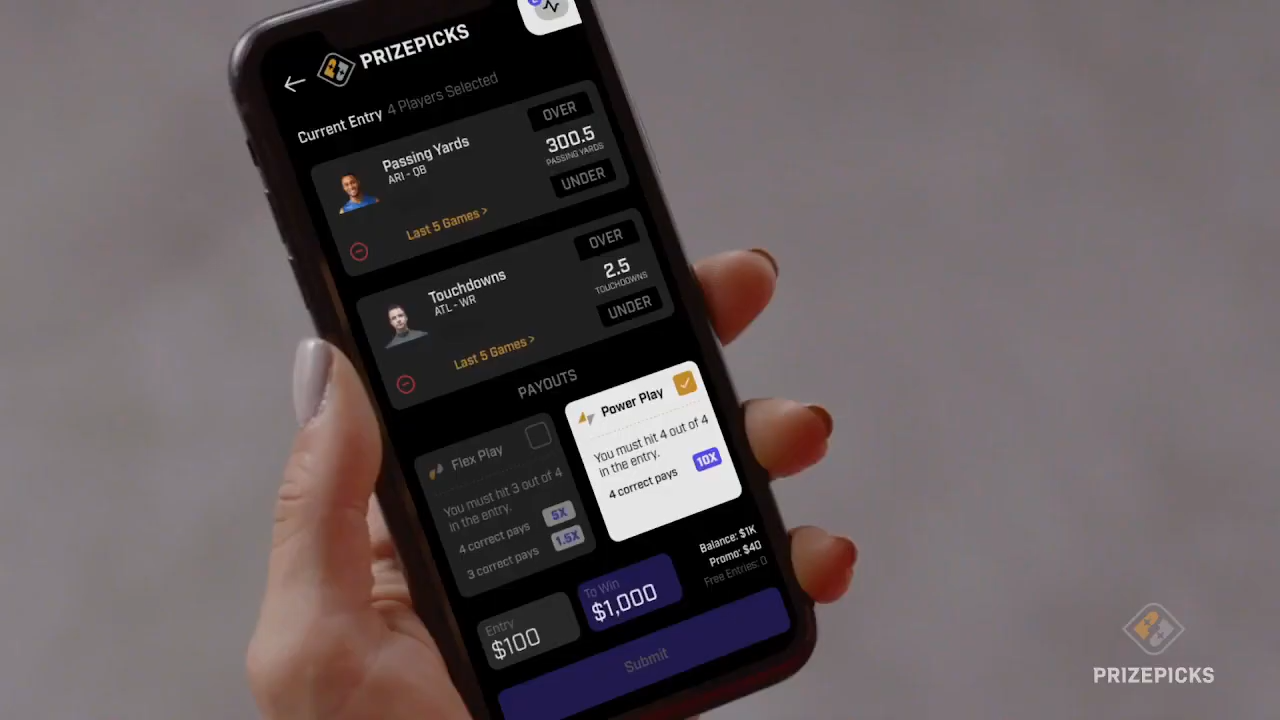 PRIZEPICKS
Current Entry 4 Players Selected
Passing Yards
ARI - QB
Last 5 Games >
OVER
300.5
PASSING YARDS
UNDER
Touchdowns
ATL - WR
Last 5 Games >
OVER
2.5
TOUCHDOWNS
UNDER
PAYOUTS
Flex Play
You must hit 3 out of 4
in the entry.
4 correct pays 5X
3 correct pays 1.5X
Power Play
You must hit 4 out of 4
in the entry.
4 correct pays 10X
Entry
$100
To Win
$1,000
Balance: $1K
Promo: $40
Free Entries: 0
Submit
PRIZEPICKS